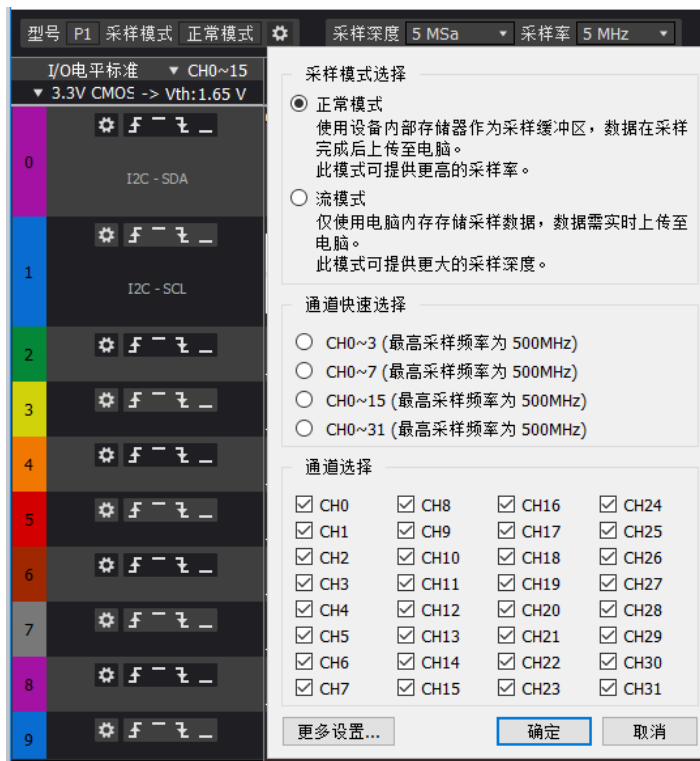 型号 P1 采样模式 正常模式 采样深度 5 MSa 采样率 5 MHz
I/O电平标准 CH0~15
3.3V CMOS -> Vth:1.65 V
0
I2C - SDA
1
I2C - SCL
2
3
4
5
6
7
8
9
采样模式选择
正常模式
使用设备内部存储器作为采样缓冲区，数据在采样
完成后上传至电脑。
此模式可提供更高的采样率。
流模式
仅使用电脑内存存储采样数据，数据需实时上传至
电脑。
此模式可提供更大的采样深度。
通道快速选择
CH0~3 (最高采样频率为 500MHz)
CH0~7 (最高采样频率为 500MHz)
CH0~15 (最高采样频率为 500MHz)
CH0~31 (最高采样频率为 500MHz)
通道选择
CH0 CH8 CH16 CH24
CH1 CH9 CH17 CH25
CH2 CH10 CH18 CH26
CH3 CH11 CH19 CH27
CH4 CH12 CH20 CH28
CH5 CH13 CH21 CH29
CH6 CH14 CH22 CH30
CH7 CH15 CH23 CH31
更多设置... 确定 取消